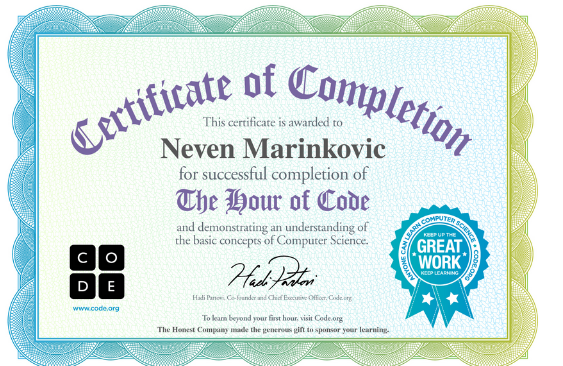 Certificate of Completion
This certificate is awarded to
Neven Marinkovic
for successful completion of
The Hour of Code
and demonstrating an understanding of
the basic concepts of Computer Science.
C O
D E
www.code.org
Hadi Partovi
Hadi Partovi, Co-founder and Chief Executive Officer, Code.org
ANYONE CAN LEARN COMPUTER SCIENCE • CODE.ORG
KEEP UP THE
GREAT
WORK
KEEP LEARNING
To learn beyond your first hour, visit Code.org
The Honest Company made the generous gift to sponsor your learning.